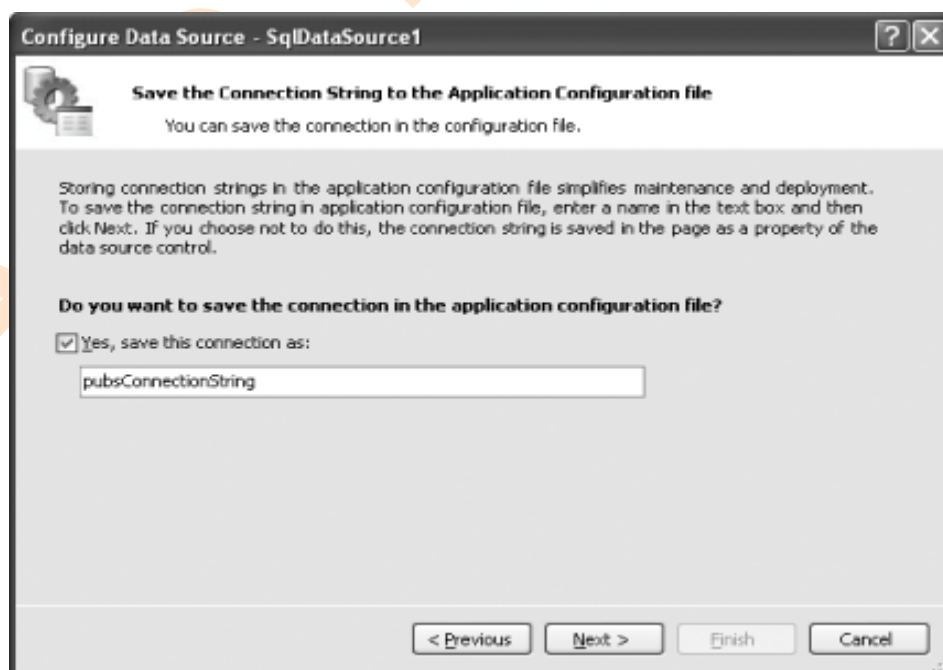 Configure Data Source - SqlDataSource1
Save the Connection String to the Application Configuration file
You can save the connection in the configuration file.
Storing connection strings in the application configuration file simplifies maintenance and deployment.
To save the connection string in application configuration file, enter a name in the text box and then
click Next. If you choose not to do this, the connection string is saved in the page as a property of the
data source control.
Do you want to save the connection in the application configuration file?
Yes, save this connection as:
pubsConnectionString
< Previous Next > Finish Cancel